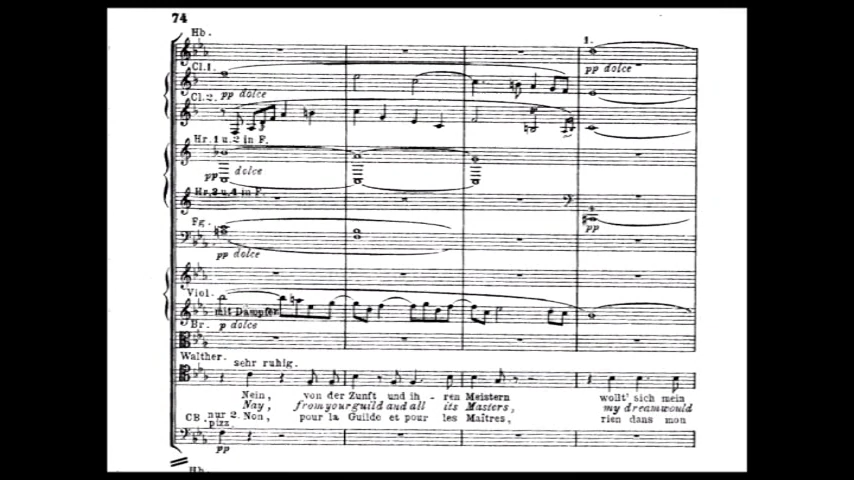 74
Hb.
1.
pp dolce
Cl.1.
pp dolce
Cl.2.
3
Hr.1 u.2 in F.
pp dolce
Hr.3 u.4 in F.
pp
Fg.
pp dolce
Viol.
mit Dämpfer
Br. p dolce
Walther. sehr ruhig.
Nein, von der Zunft und ih - ren Meistern wollt' sich mein
Nay, from your guild and all its Masters, my dream would
CB. nur 2. Non, pour la Guilde et pour les Maîtres, rien dans mon
pizz.
pp
Hb.